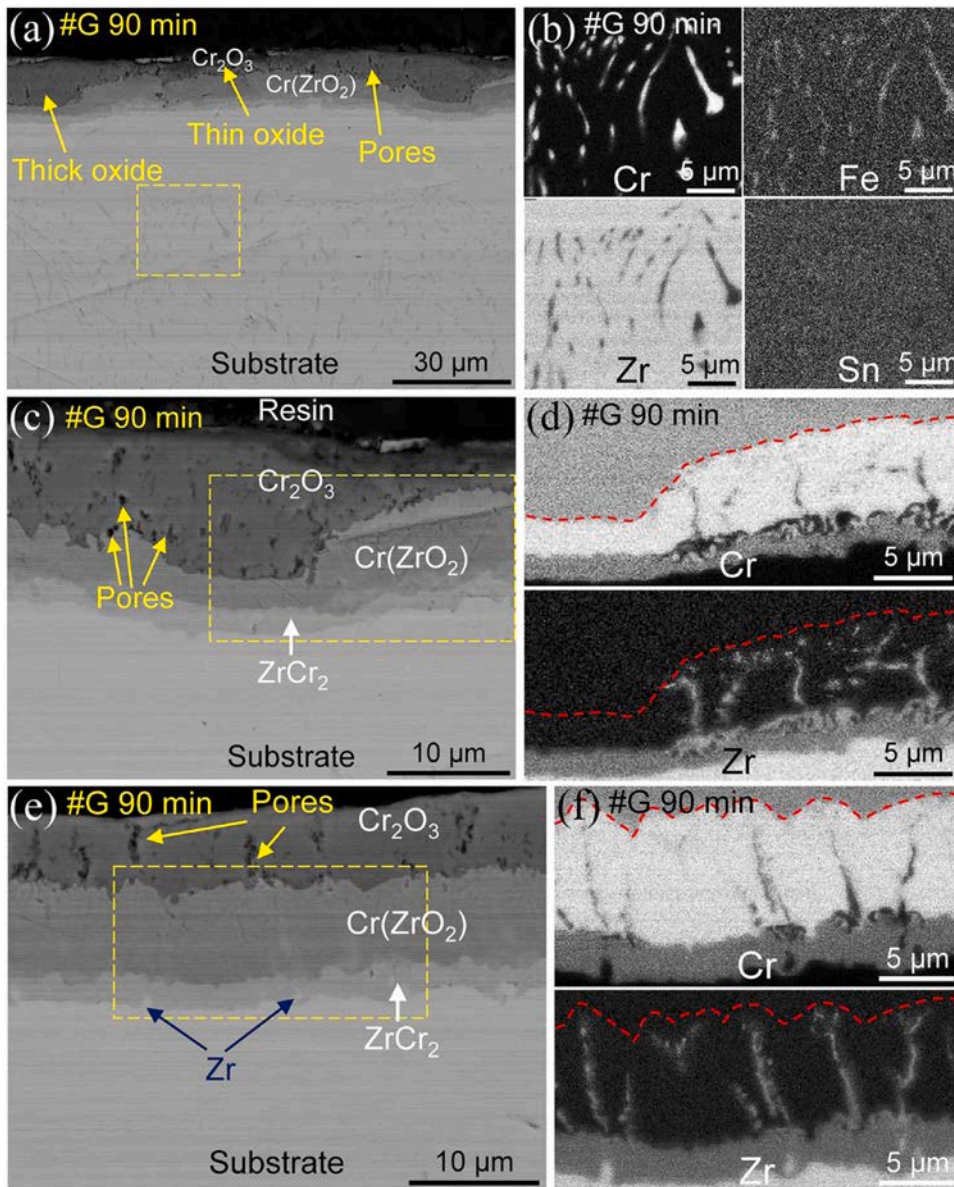 (a) #G 90 min
Cr₂O₃
Cr(ZrO₂)
Thick oxide
Thin oxide
Pores
Substrate
30 μm
(b) #G 90 min
Cr
5 μm
Fe
5 μm
Zr
5 μm
Sn
5 μm
(c) #G 90 min
Resin
Cr₂O₃
Cr(ZrO₂)
Pores
ZrCr₂
Substrate
10 μm
(d) #G 90 min
Cr
5 μm
Zr
5 μm
(e) #G 90 min
Pores
Cr₂O₃
Cr(ZrO₂)
Zr
ZrCr₂
Substrate
10 μm
(f) #G 90 min
Cr
5 μm
Zr
5 μm